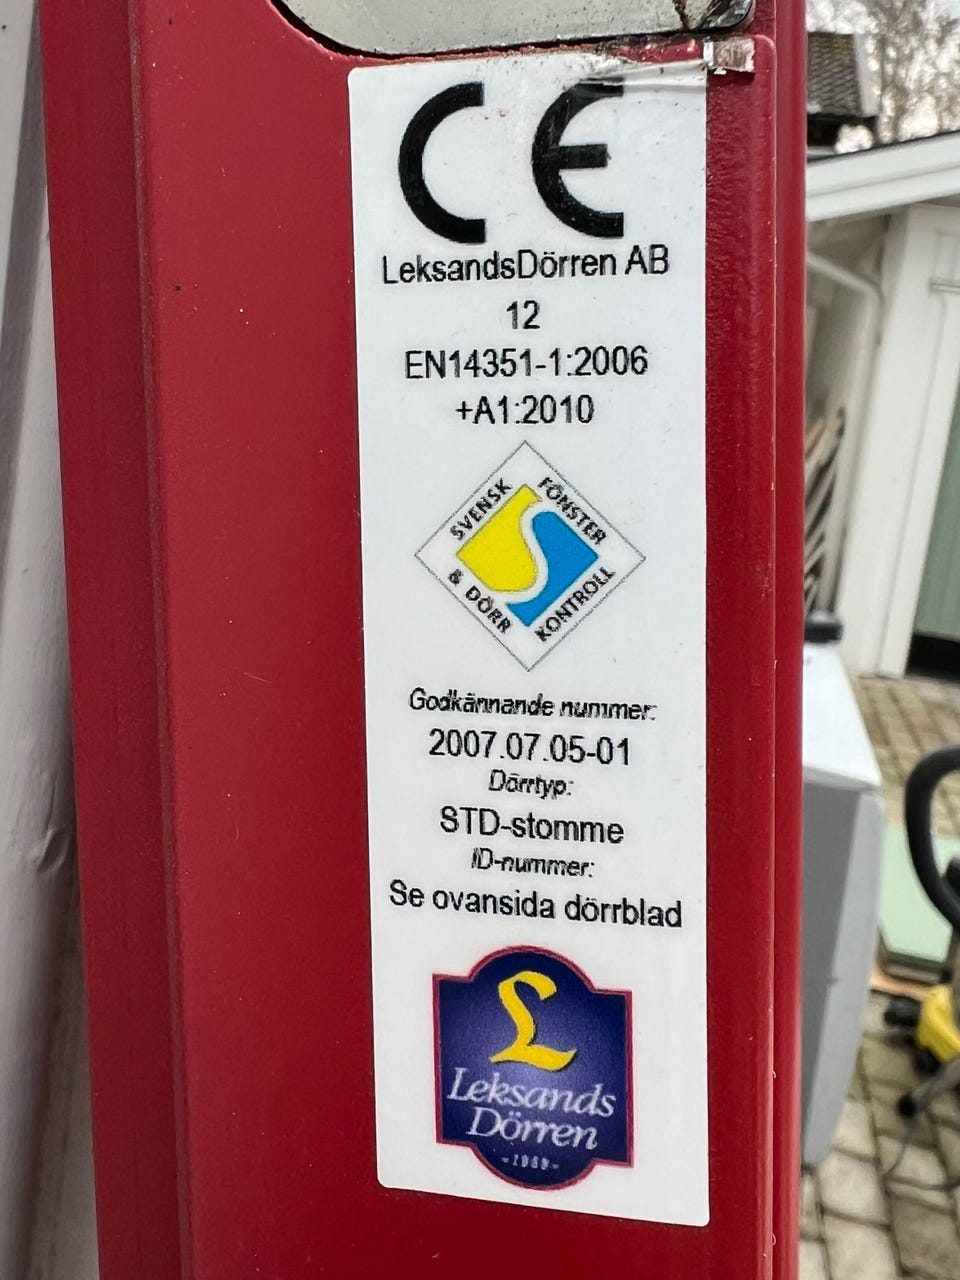 CE
LeksandsDörren AB
12
EN14351-1:2006
+A1:2010
SVENSK
FÖNSTER
& DÖRR
KONTROLL
Godkännande nummer:
2007.07.05-01
Dörrtyp:
STD-stomme
ID-nummer:
Se ovansida dörrblad
L
Leksands
Dörren